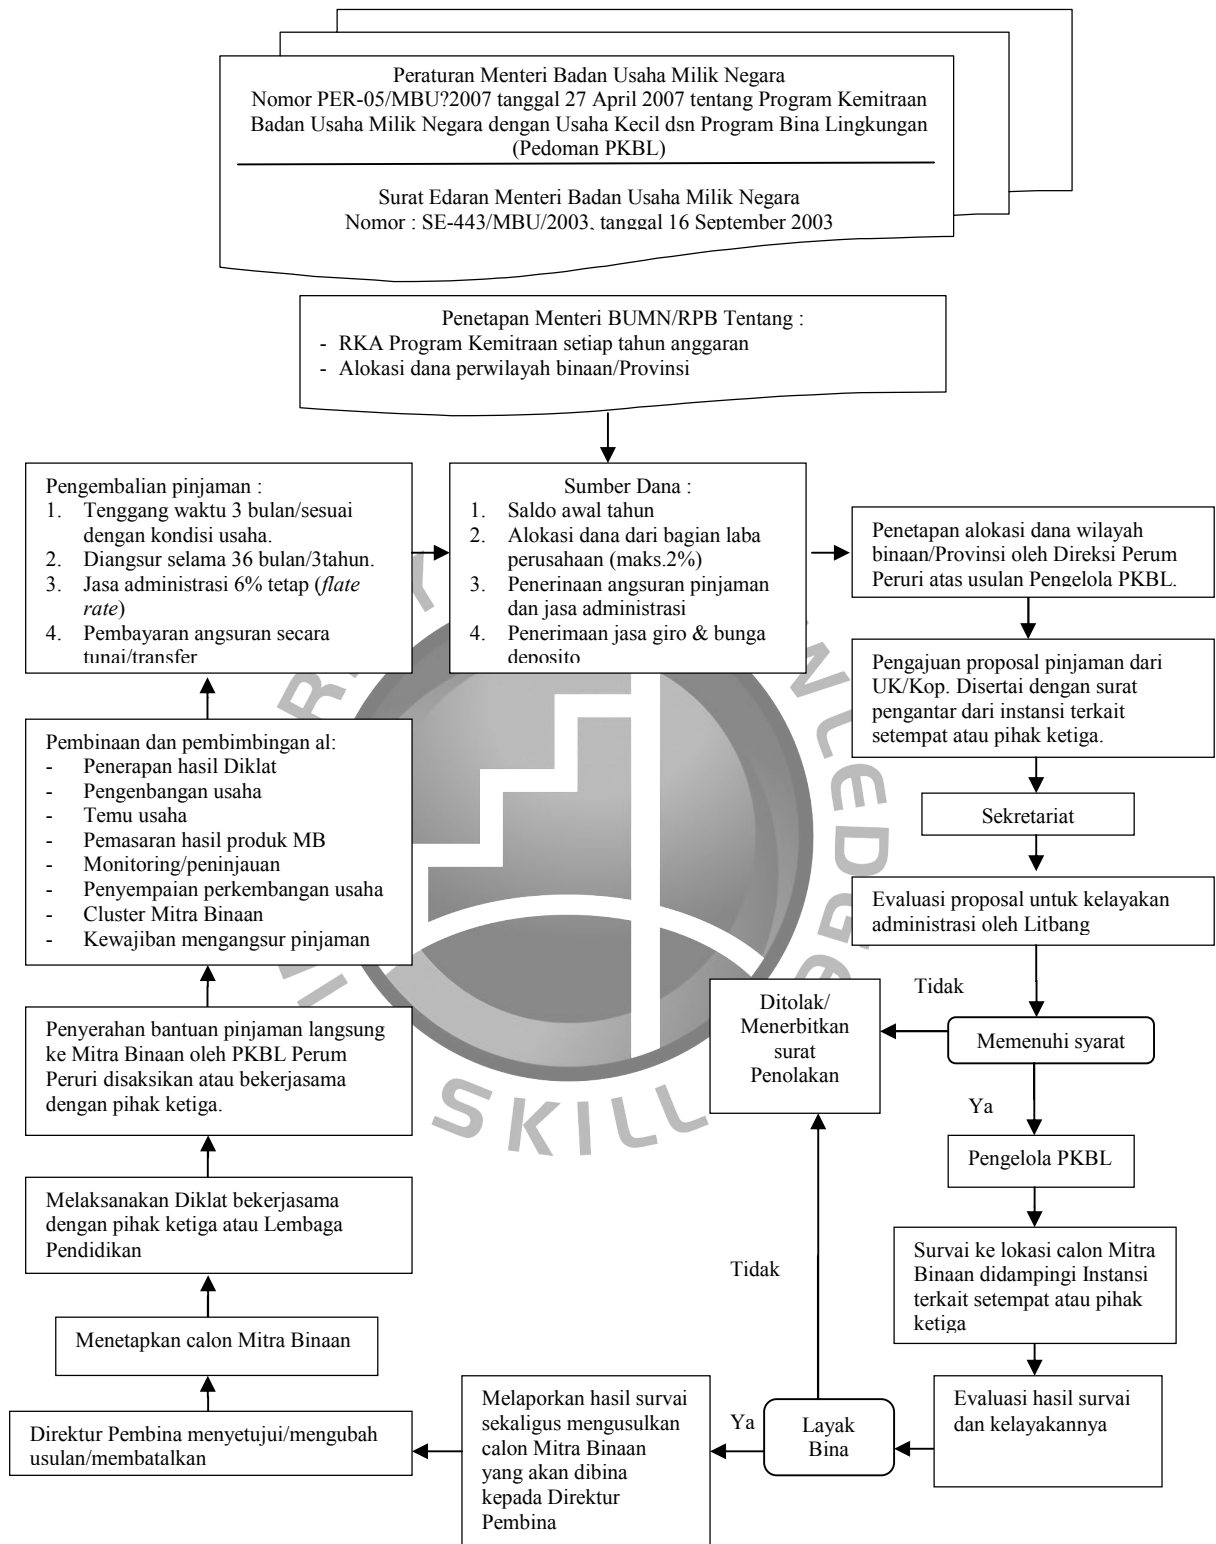 Peraturan Menteri Badan Usaha Milik Negara
Nomor PER-05/MBU?2007 tanggal 27 April 2007 tentang Program Kemitraan
Badan Usaha Milik Negara dengan Usaha Kecil dsn Program Bina Lingkungan
(Pedoman PKBL)
Surat Edaran Menteri Badan Usaha Milik Negara
Nomor : SE-443/MBU/2003, tanggal 16 September 2003
Penetapan Menteri BUMN/RPB Tentang :
- RKA Program Kemitraan setiap tahun anggaran
- Alokasi dana perwilayah binaan/Provinsi
Pengembalian pinjaman :
1. Tenggang waktu 3 bulan/sesuai
dengan kondisi usaha.
2. Diangsur selama 36 bulan/3tahun.
3. Jasa administrasi 6% tetap (flate
rate)
4. Pembayaran angsuran secara
tunai/transfer
Sumber Dana :
1. Saldo awal tahun
2. Alokasi dana dari bagian laba
perusahaan (maks.2%)
3. Penerinaan angsuran pinjaman
dan jasa administrasi
4. Penerimaan jasa giro & bunga
deposito
Penetapan alokasi dana wilayah
binaan/Provinsi oleh Direksi Perum
Peruri atas usulan Pengelola PKBL.
Pengajuan proposal pinjaman dari
UK/Kop. Disertai dengan surat
pengantar dari instansi terkait
setempat atau pihak ketiga.
Sekretariat
Evaluasi proposal untuk kelayakan
administrasi oleh Litbang
Tidak
Memenuhi syarat
Ditolak/
Menerbitkan
surat
Penolakan
Ya
Pengelola PKBL
Survai ke lokasi calon Mitra
Binaan didampingi Instansi
terkait setempat atau pihak
ketiga
Evaluasi hasil survai
dan kelayakannya
Layak
Bina
Tidak
Ya
Melaporkan hasil survai
sekaligus mengusulkan
calon Mitra Binaan
yang akan dibina
kepada Direktur
Pembina
Direktur Pembina menyetujui/mengubah
usulan/membatalkan
Menetapkan calon Mitra Binaan
Melaksanakan Diklat bekerjasama
dengan pihak ketiga atau Lembaga
Pendidikan
Penyerahan bantuan pinjaman langsung
ke Mitra Binaan oleh PKBL Perum
Peruri disaksikan atau bekerjasama
dengan pihak ketiga.
Pembinaan dan pembimbingan al:
- Penerapan hasil Diklat
- Pengenbangan usaha
- Temu usaha
- Pemasaran hasil produk MB
- Monitoring/peninjauan
- Penyempaian perkembangan usaha
- Cluster Mitra Binaan
- Kewajiban mengangsur pinjaman
SKILL